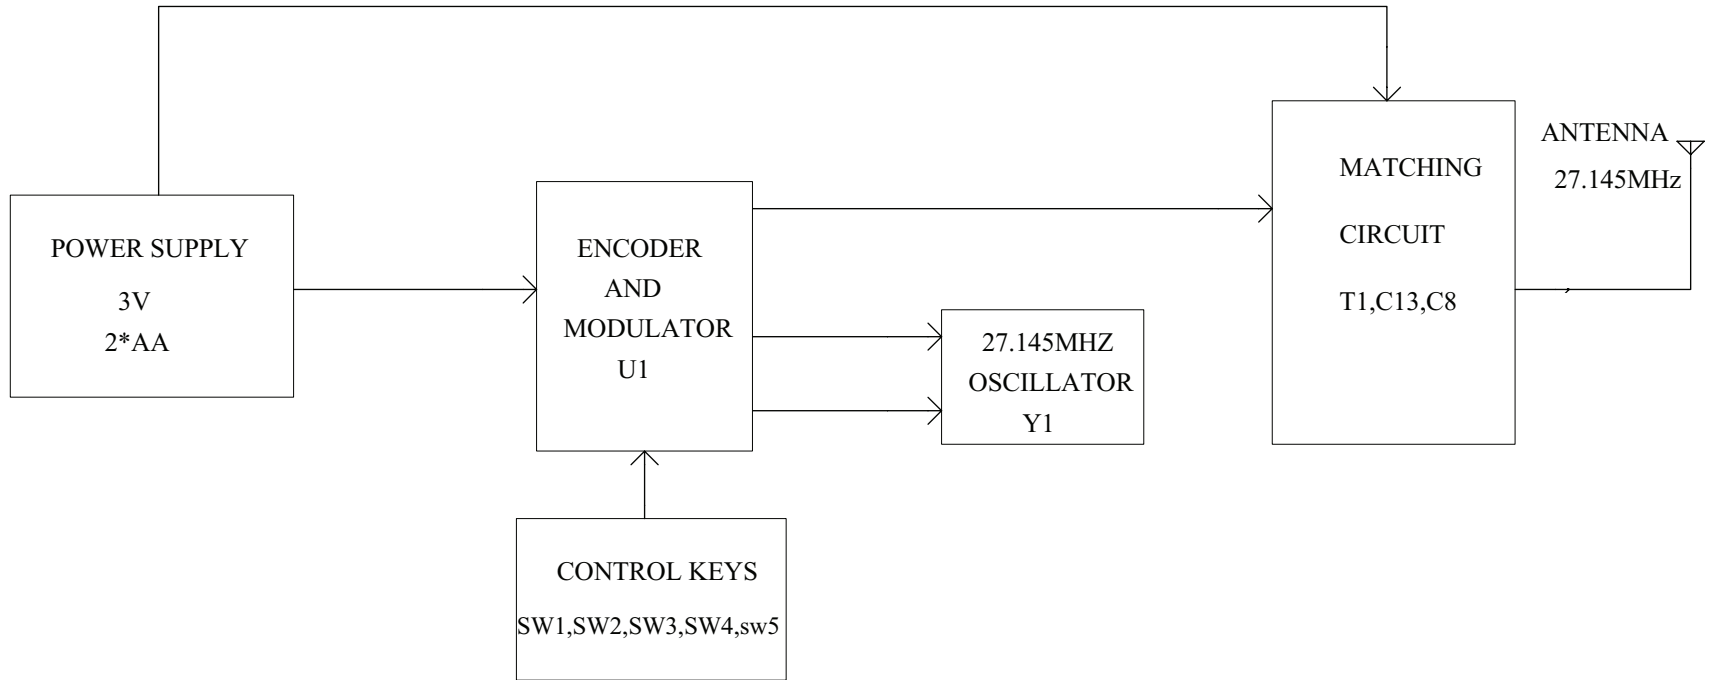 POWER SUPPLY
3V
2*AA
ENCODER
AND
MODULATOR
U1
27.145MHZ
OSCILLATOR
Y1
CONTROL KEYS
SW1,SW2,SW3,SW4,sw5
MATCHING
CIRCUIT
T1,C13,C8
ANTENNA
27.145MHz